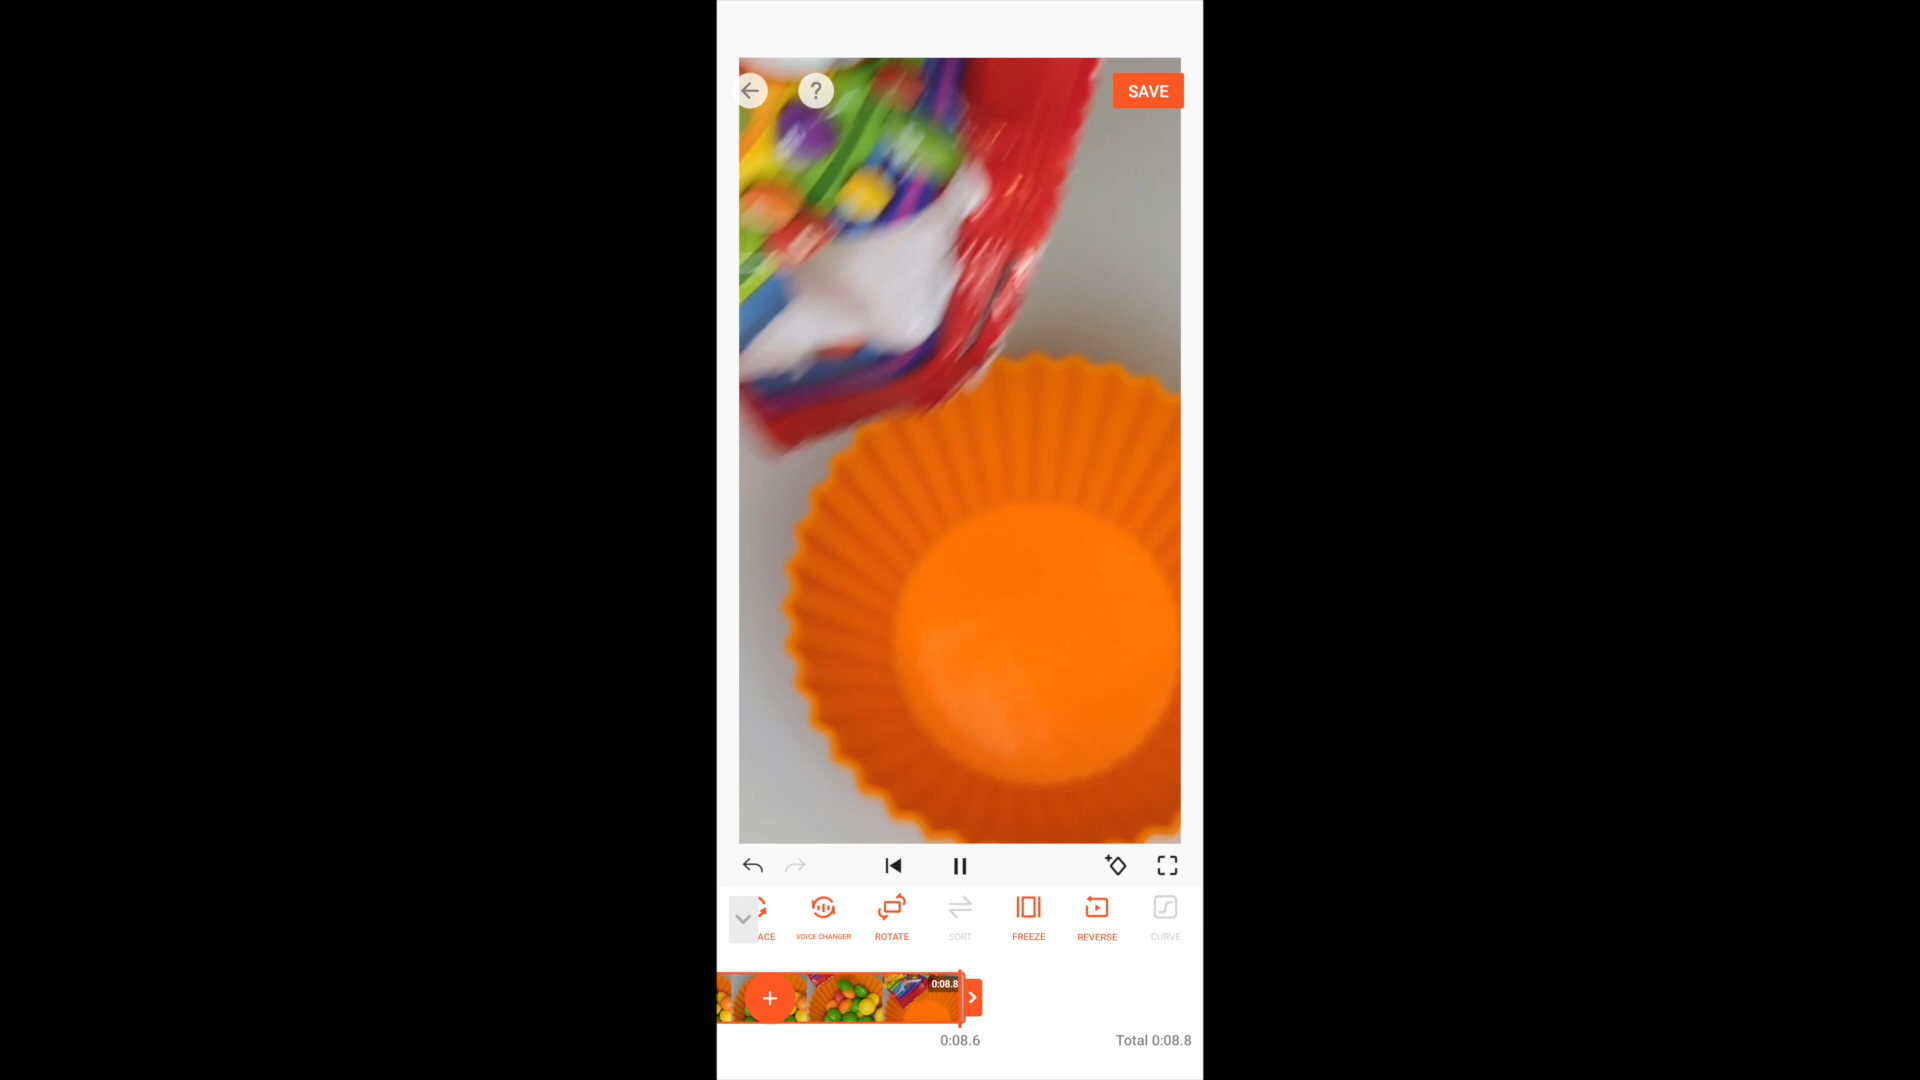 ?
SAVE
ACE
VOICE CHANGER
ROTATE
SORT
FREEZE
REVERSE
CURVE
0:08.8
0:08.6
Total 0:08.8